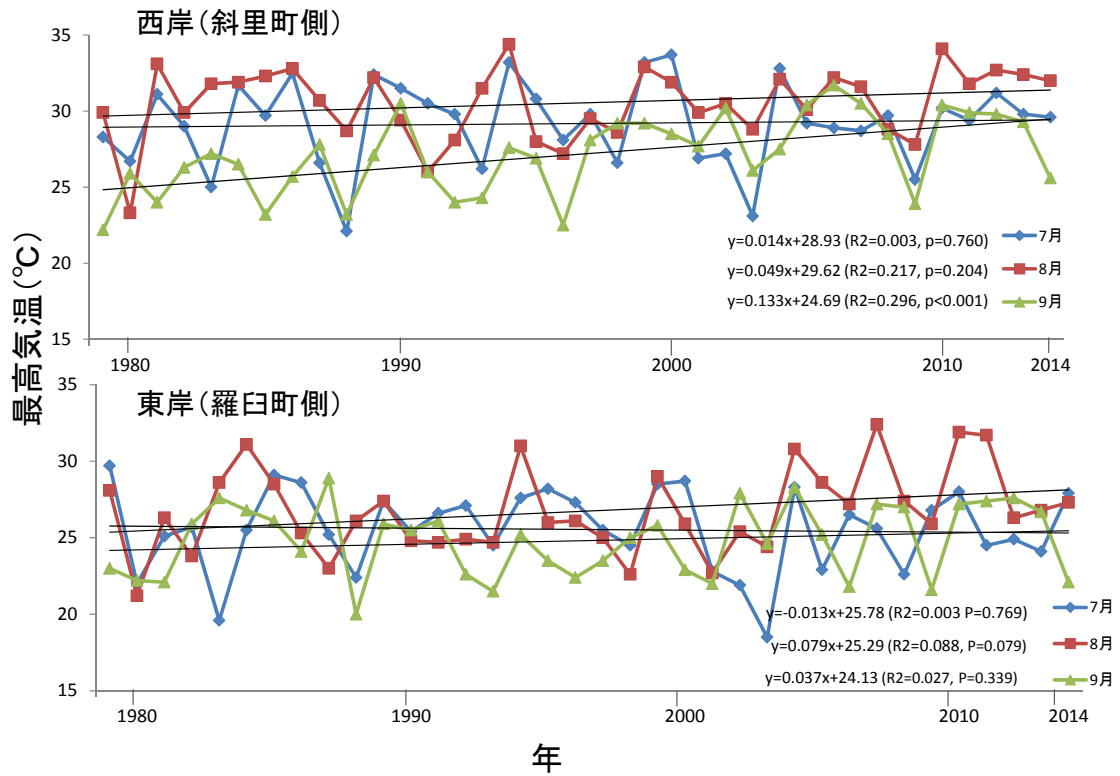 西岸（斜里町側）
35
30
25
20
15
y=0.014x+28.93 (R2=0.003, p=0.760)
7月
y=0.049x+29.62 (R2=0.217, p=0.204)
8月
y=0.133x+24.69 (R2=0.296, p<0.001)
9月
1980 1990 2000 2010 2014
最高気温（℃）
東岸（羅臼町側）
35
30
25
20
15
y=-0.013x+25.78 (R2=0.003 P=0.769)
7月
y=0.079x+25.29 (R2=0.088, P=0.079)
8月
y=0.037x+24.13 (R2=0.027, P=0.339)
9月
1980 1990 2000 2010 2014
年